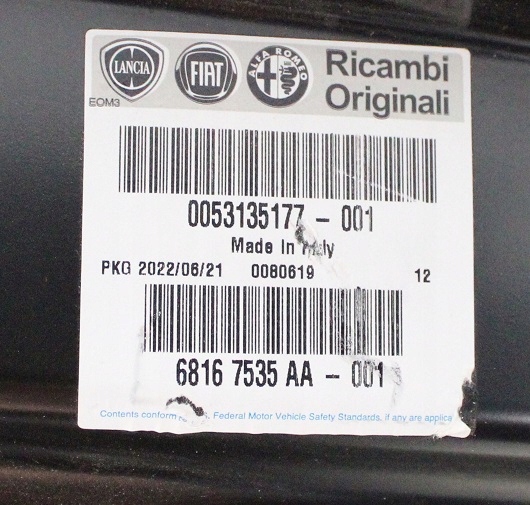 LANCIA FIAT ALFA ROMEO Ricambi
Originali
EOM3
0053135177 - 001
Made In Italy
PKG 2022/06/21 0080619 12
6816 7535 AA - 001
Contents conform Federal Motor Vehicle Safety Standards, if any are applica